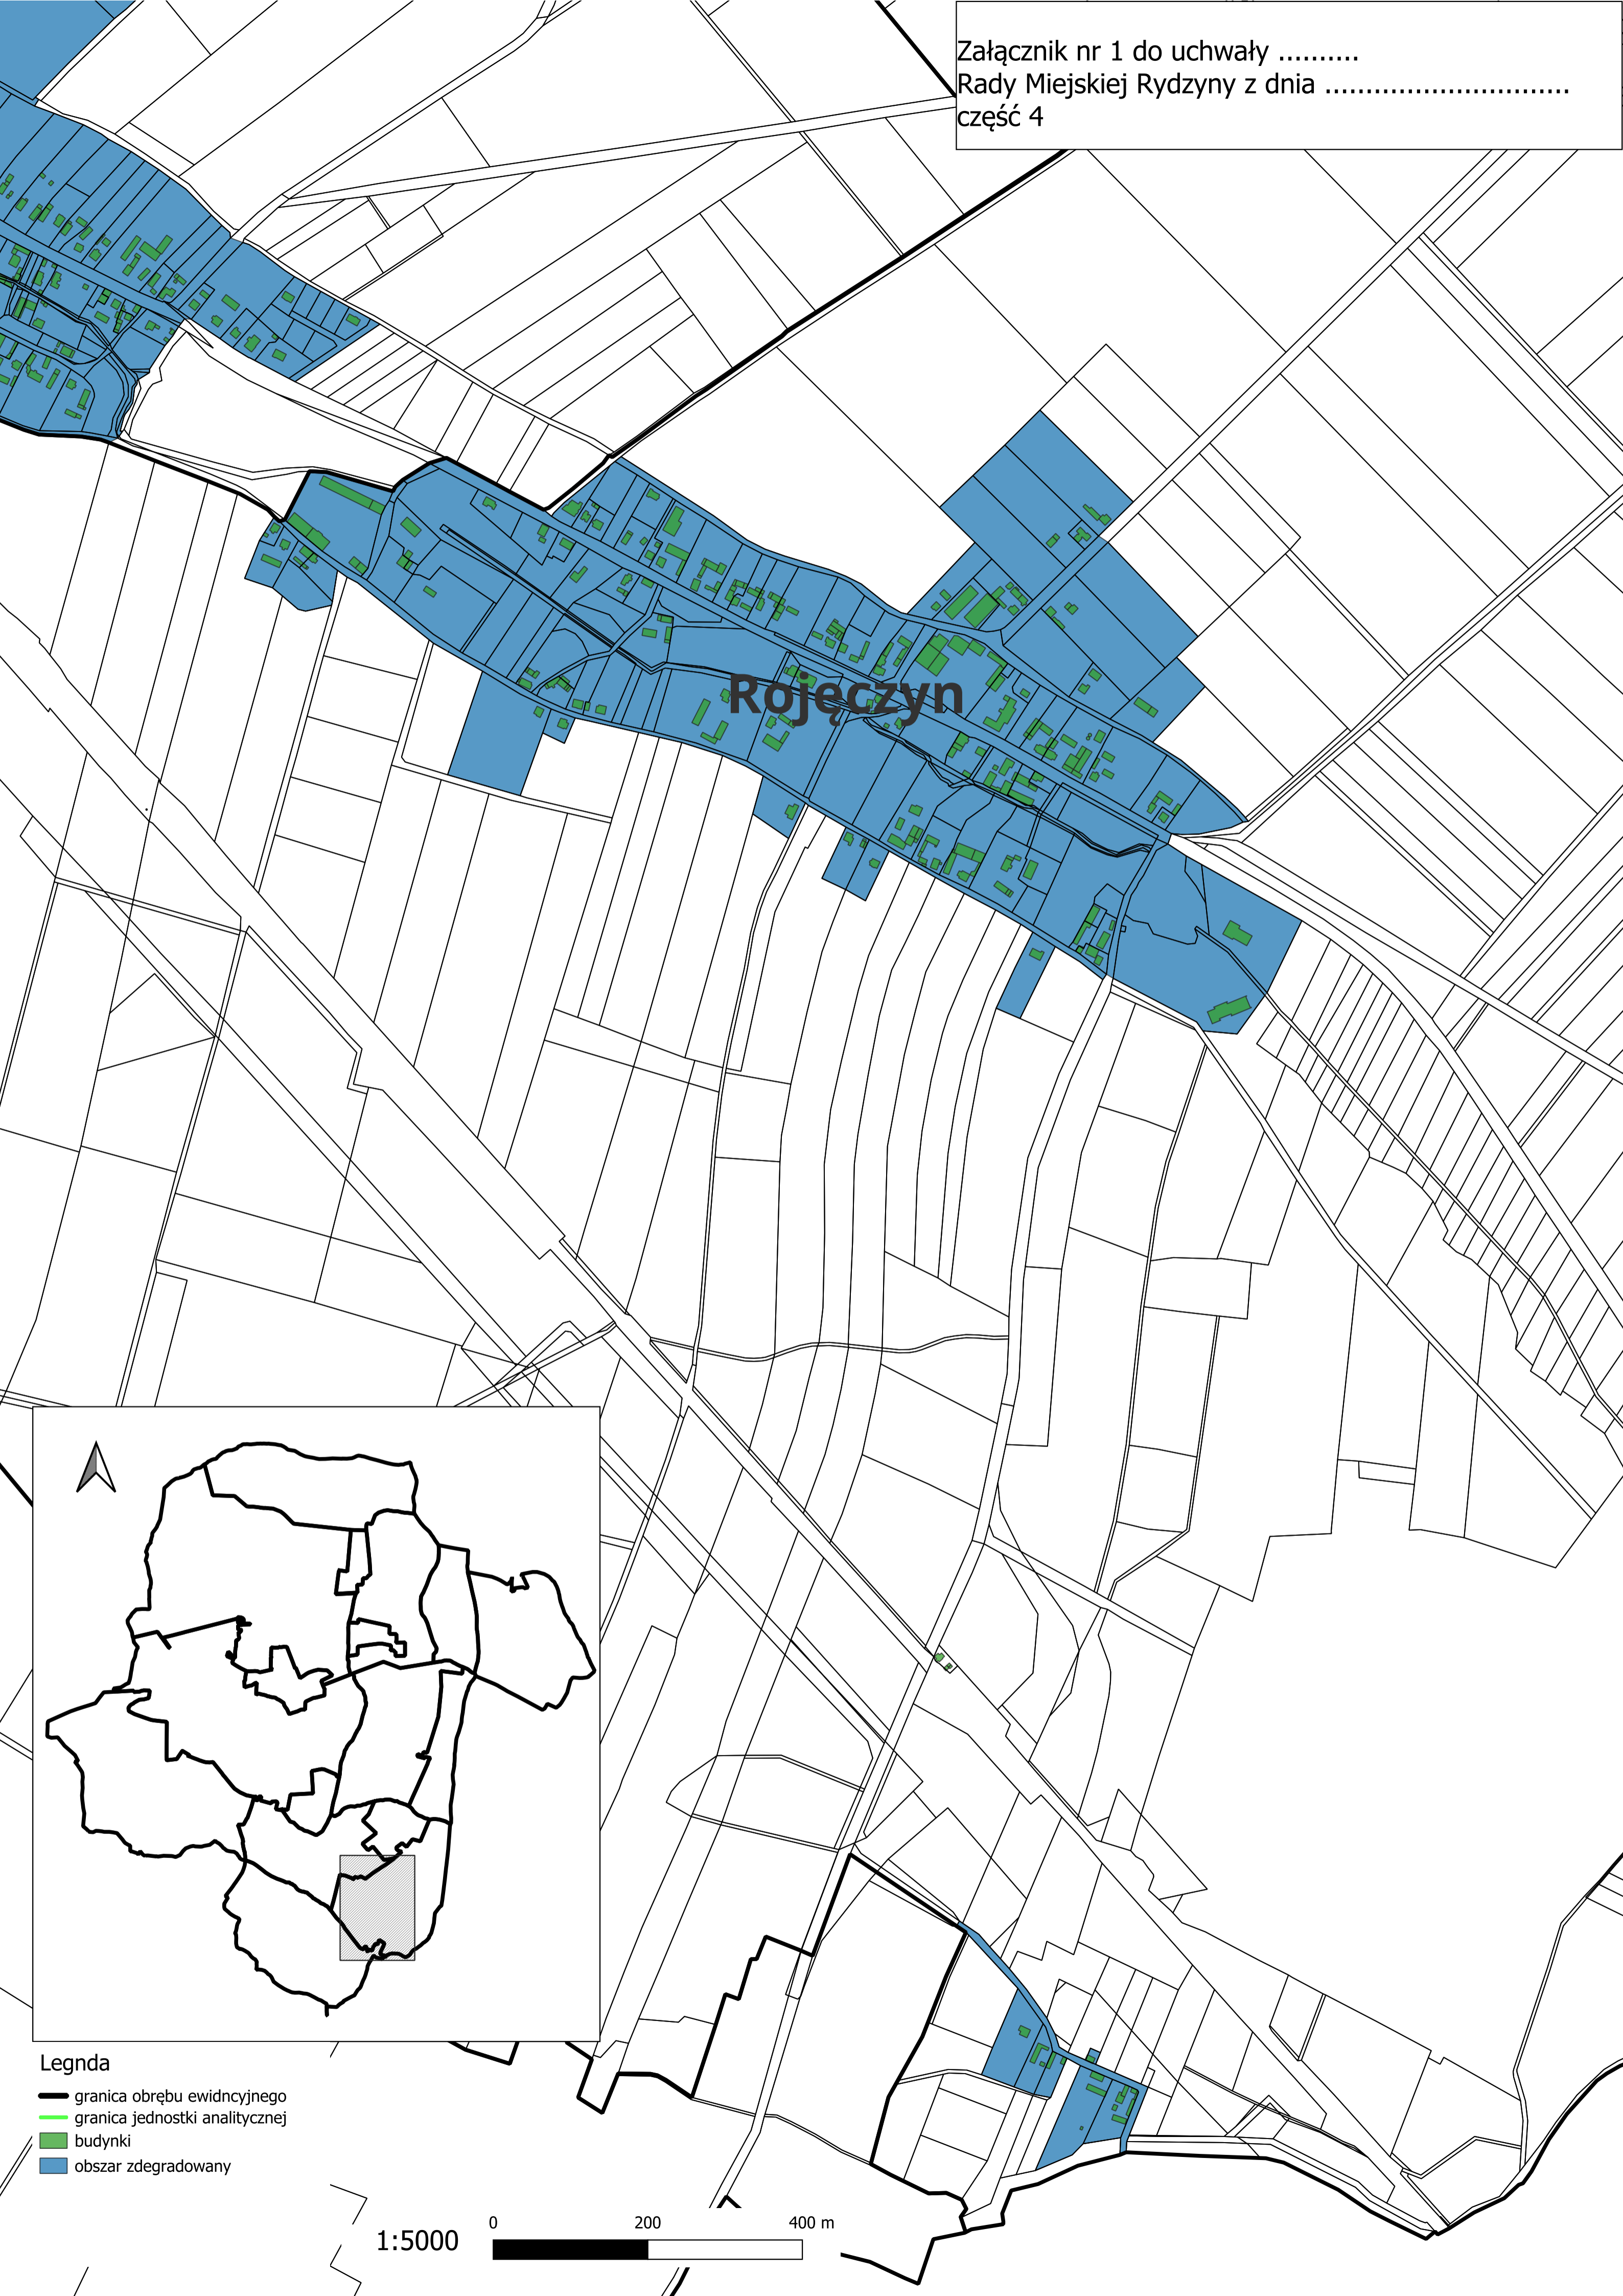 Załącznik nr 1 do uchwały ..........
Rady Miejskiej Rydzyny z dnia ..............................
część 4
Rojęczyn
Legnda
granica obrębu ewidncyjnego
granica jednostki analitycznej
budynki
obszar zdegradowany
1:5000
0 200 400 m